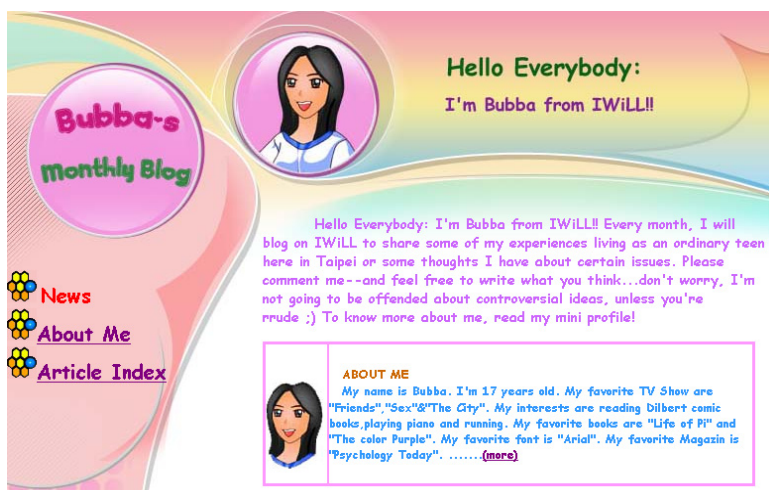 Bubba-s
Monthly Blog
Hello Everybody:
I'm Bubba from IWiLL!!
News
About Me
Article Index
Hello Everybody: I'm Bubba from IWiLL!! Every month, I will
blog on IWiLL to share some of my experiences living as an ordinary teen
here in Taipei or some thoughts I have about certain issues. Please
comment me--and feel free to write what you think...don't worry, I'm
not going to be offended about controversial ideas, unless you're
rrude ;) To know more about me, read my mini profile!
ABOUT ME
My name is Bubba. I'm 17 years old. My favorite TV Show are
"Friends","Sex"&"The City". My interests are reading Dilbert comic
books,playing piano and running. My favorite books are "Life of Pi" and
"The color Purple". My favorite font is "Arial". My favorite Magazin is
"Psychology Today". .......(more)